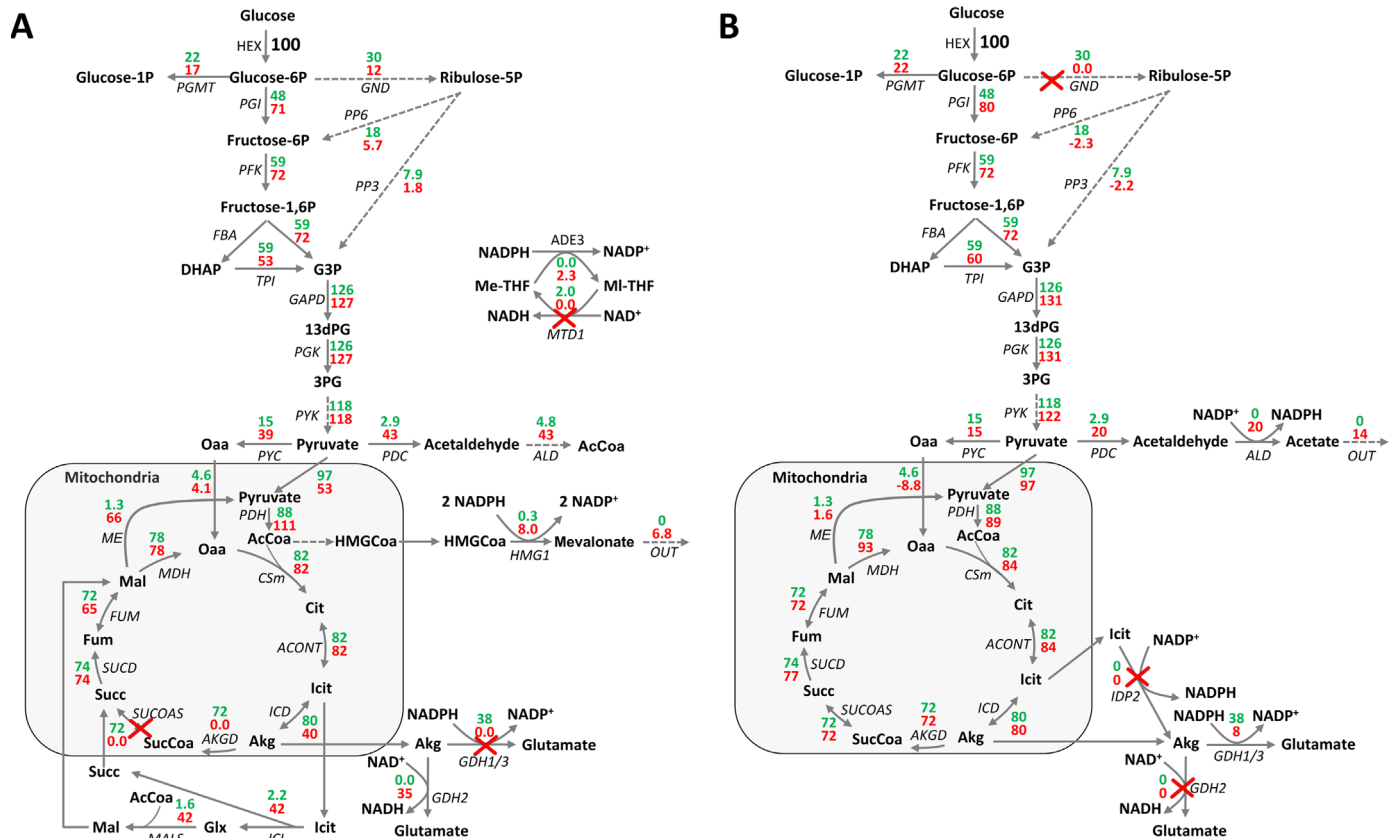 A
Glucose
HEX 100
22
17
30
12
Glucose-1P
Glucose-6P
Ribulose-5P
PGMT
GND
PGI
48
71
PP6
18
5.7
Fructose-6P
PFK
59
72
PP3
7.9
1.8
Fructose-1,6P
FBA
59
72
DHAP
59
53
TPI
G3P
NADPH
ADE3
NADP⁺
0.0
2.3
Me-THF
Ml-THF
2.0
0.0
NADH
NAD⁺
MTD1
GAPD
126
127
13dPG
PGK
126
127
3PG
PYK
118
118
Oaa
15
39
PYC
Pyruvate
2.9
43
PDC
Acetaldehyde
4.8
43
ALD
AcCoa
Mitochondria
4.6
4.1
97
53
1.3
66
ME
Pyruvate
PDH
88
111
2 NADPH
2 NADP⁺
0.3
8.0
0
6.8
AcCoa
HMGCoa
HMGCoa
HMG1
Mevalonate
OUT
78
78
MDH
Oaa
82
82
CSm
Mal
72
65
FUM
Cit
Fum
ACONT
82
82
74
74
SUCD
Succ
Icit
72
0.0
SUCOAS
72
0.0
AKGD
SucCoa
ICD
80
40
Akg
NADPH
38
0.0
NADP⁺
Akg
GDH1/3
Glutamate
NAD⁺
0.0
35
GDH2
NADH
Glutamate
Succ
AcCoa
1.6
42
2.2
42
Mal
MALS
Glx
ICL
Icit
B
Glucose
HEX 100
22
22
30
0.0
Glucose-1P
Glucose-6P
Ribulose-5P
PGMT
GND
PGI
48
80
PP6
18
-2.3
Fructose-6P
PFK
59
72
PP3
7.9
-2.2
Fructose-1,6P
FBA
59
72
DHAP
59
60
TPI
G3P
GAPD
126
131
13dPG
PGK
126
131
3PG
PYK
118
122
Oaa
15
15
PYC
Pyruvate
2.9
20
PDC
Acetaldehyde
NADP⁺
NADPH
0
20
ALD
Acetate
0
14
OUT
Mitochondria
4.6
-8.8
97
97
1.3
1.6
ME
Pyruvate
PDH
88
89
AcCoa
78
93
MDH
Oaa
82
84
CSm
Mal
72
72
FUM
Cit
Fum
ACONT
82
84
Icit
NADP⁺
0
0
IDP2
NADPH
74
77
SUCD
Succ
Icit
SUCOAS
72
72
72
72
AKGD
SucCoa
ICD
80
80
Akg
NADPH
38
8
NADP⁺
Akg
GDH1/3
Glutamate
NAD⁺
0
0
GDH2
NADH
Glutamate